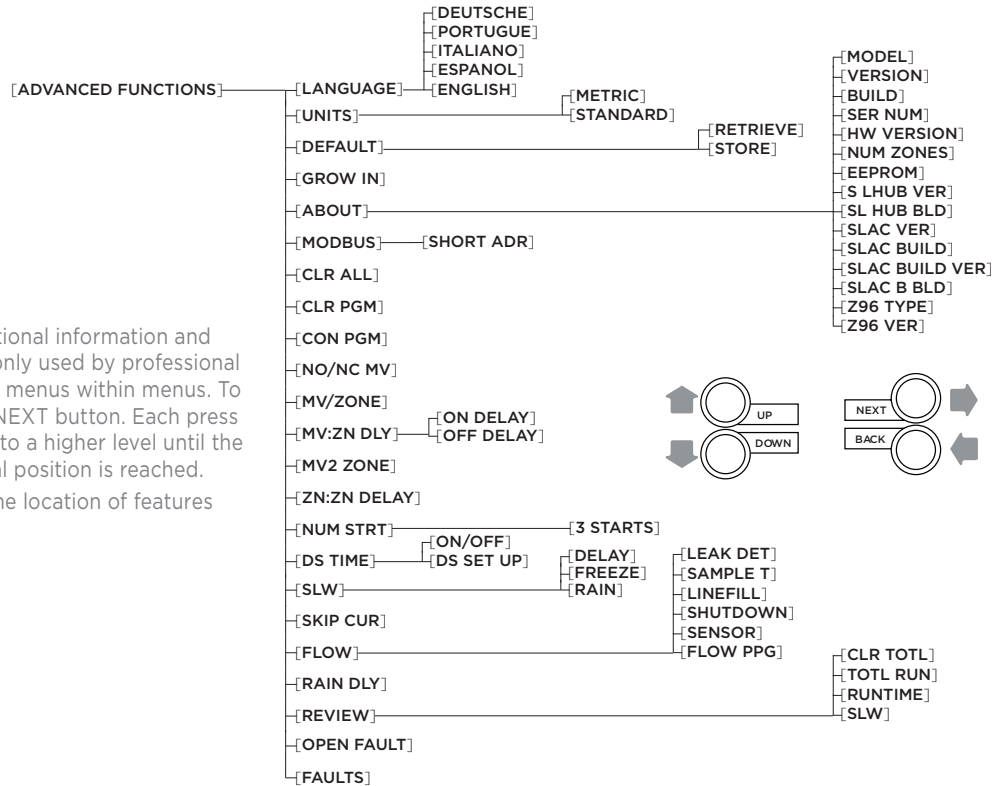 [ADVANCED FUNCTIONS]
[LANGUAGE]
[DEUTSCHE]
[PORTUGUE]
[ITALIANO]
[ESPANOL]
[ENGLISH]
[UNITS]
[METRIC]
[STANDARD]
[DEFAULT]
[RETRIEVE]
[STORE]
[GROW IN]
[ABOUT]
[MODEL]
[VERSION]
[BUILD]
[SER NUM]
[HW VERSION]
[NUM ZONES]
[EEPROM]
[S LHUB VER]
[SL HUB BLD]
[SLAC VER]
[SLAC BUILD]
[SLAC BUILD VER]
[SLAC B BLD]
[Z96 TYPE]
[Z96 VER]
[MODBUS]
[SHORT ADR]
[CLR ALL]
[CLR PGM]
[CON PGM]
[NO/NC MV]
[MV/ZONE]
[MV:ZN DLY]
[ON DELAY]
[OFF DELAY]
[MV2 ZONE]
[ZN:ZN DELAY]
[NUM STRT]
[3 STARTS]
[DS TIME]
[ON/OFF]
[DS SET UP]
[SLW]
[DELAY]
[FREEZE]
[RAIN]
[SKIP CUR]
[FLOW]
[LEAK DET]
[SAMPLE T]
[LINEFILL]
[SHUTDOWN]
[SENSOR]
[FLOW PPG]
[RAIN DLY]
[REVIEW]
[CLR TOTL]
[TOTL RUN]
[RUNTIME]
[SLW]
[OPEN FAULT]
[FAULTS]
information and
only used by professional
menus within menus. To
NEXT button. Each press
to a higher level until the
position is reached.
location of features
UP
DOWN
NEXT
BACK